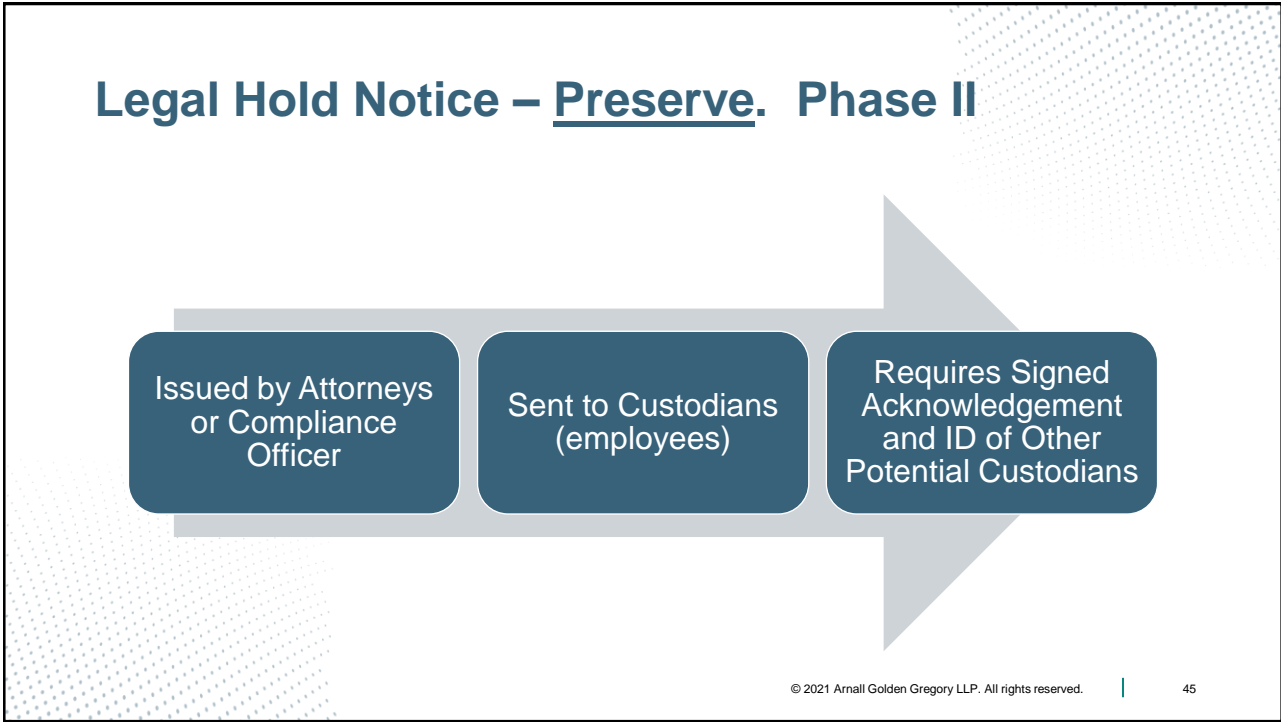 Legal Hold Notice – Preserve.  Phase II
Issued by Attorneys
or Compliance
Officer
Sent to Custodians
(employees)
Requires Signed
Acknowledgement
and ID of Other
Potential Custodians
© 2021 Arnall Golden Gregory LLP. All rights reserved.
45